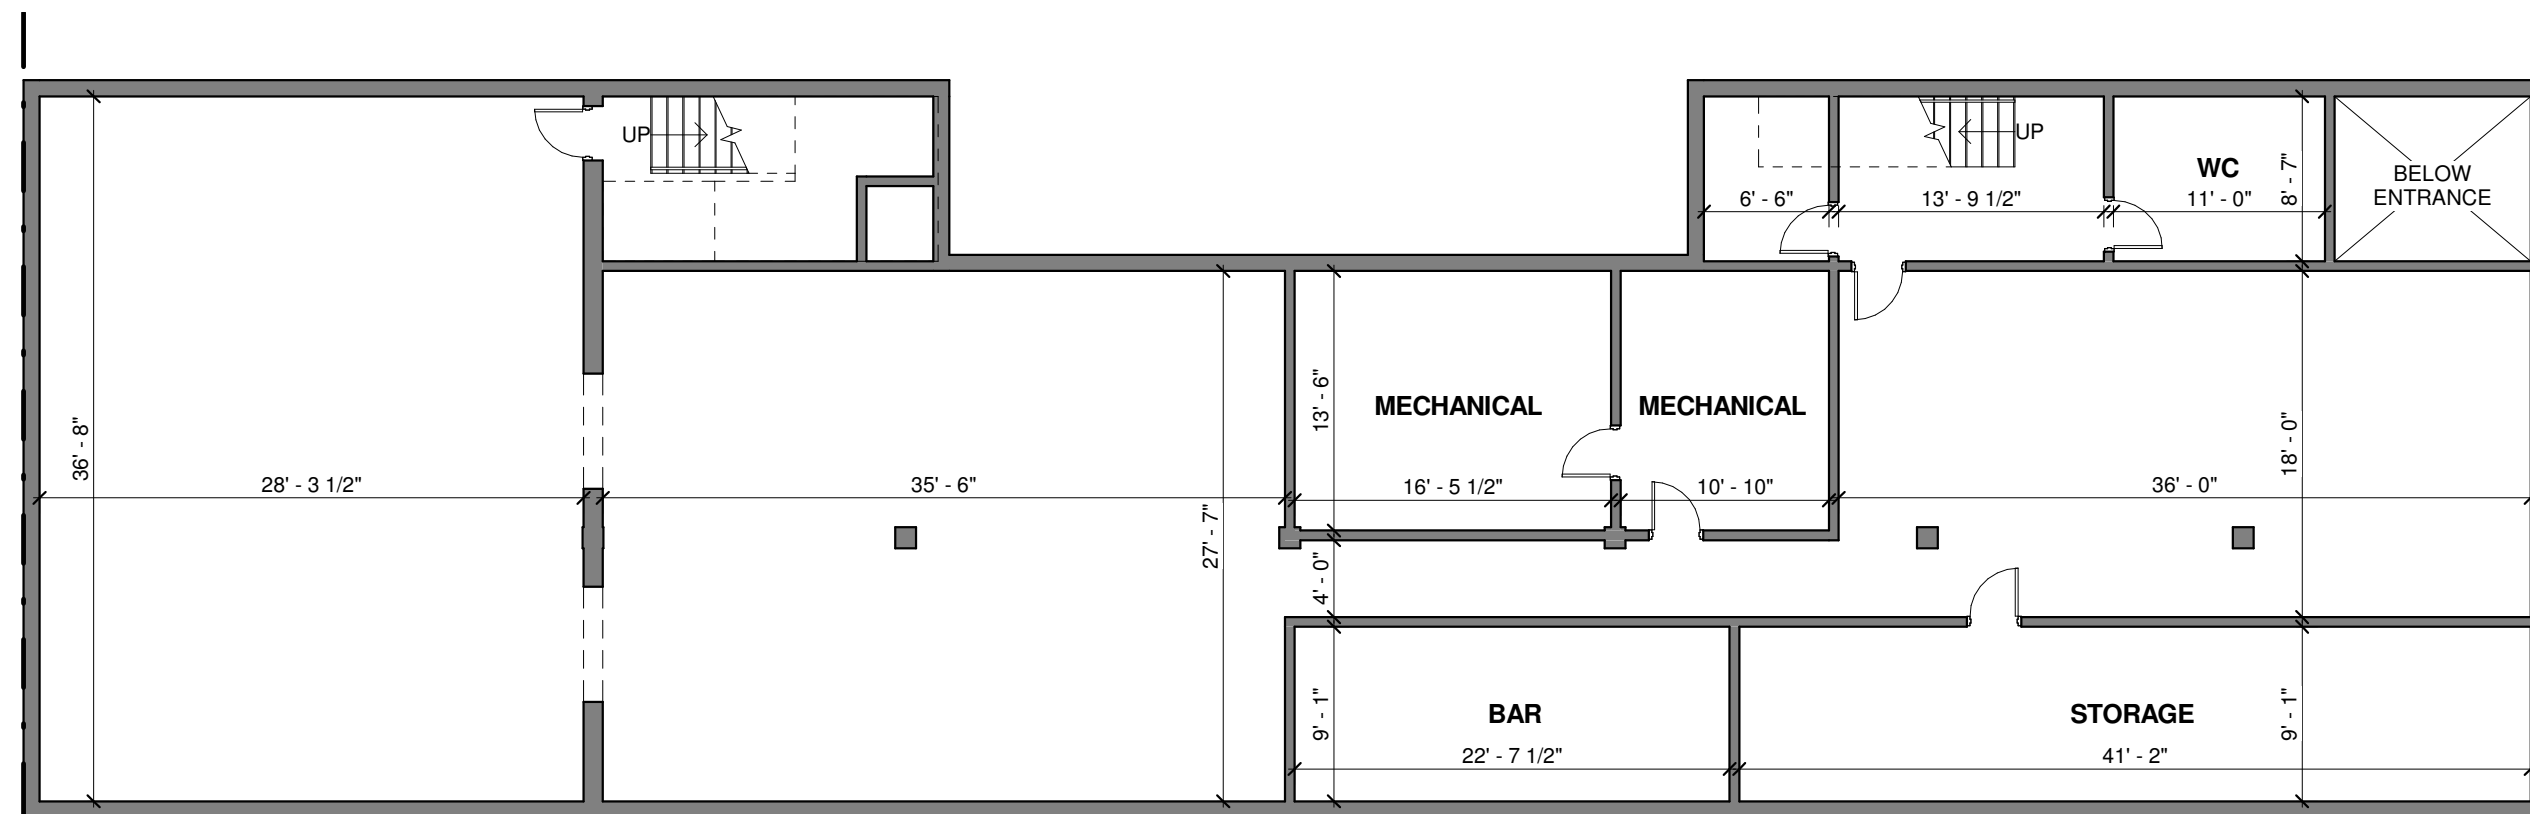 UP
UP
WC
6' - 6"
13' - 9 1/2"
11' - 0"
8' - 7"
BELOW
ENTRANCE
36' - 8"
28' - 3 1/2"
35' - 6"
27' - 7"
13' - 6"
MECHANICAL
MECHANICAL
16' - 5 1/2"
10' - 10"
18' - 0"
36' - 0"
4' - 0"
9' - 1"
BAR
22' - 7 1/2"
STORAGE
41' - 2"
9' - 1"